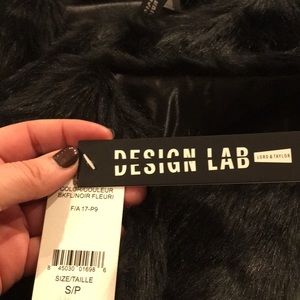 DESIGN LAB
LORD & TAYLOR
COLOR/COULEUR
BKFL/NOIR FLEURI
F/A 17-P9
8 45030 01698 6
SIZE/TAILLE
S/P